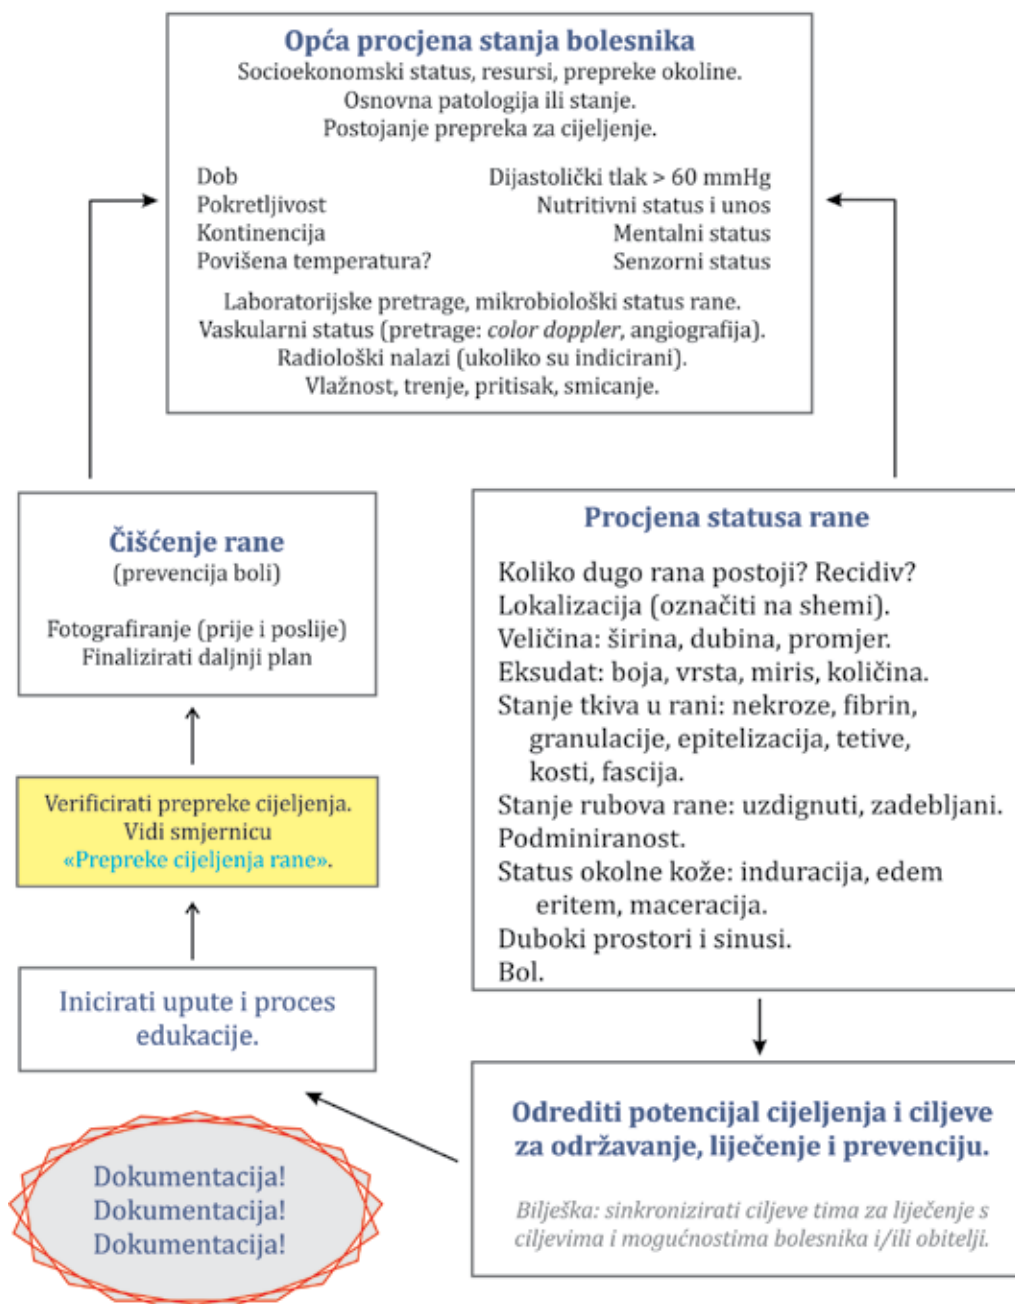 Opća procjena stanja bolesnika
Socioekonomski status, resursi, prepreke okoline.
Osnovna patologija ili stanje.
Postojanje prepreka za cijeljenje.
Dob
Pokretljivost
Kontinencija
Povišena temperatura?
Dijastolički tlak > 60 mmHg
Nutritivni status i unos
Mentalni status
Senzorni status
Laboratorijske pretrage, mikrobiološki status rane.
Vaskularni status (pretrage: color doppler, angiografija).
Radiološki nalazi (ukoliko su indicirani).
Vlažnost, trenje, pritisak, smicanje.
Procjena statusa rane
Koliko dugo rana postoji? Recidiv?
Lokalizacija (označiti na shemi).
Veličina: širina, dubina, promjer.
Eksudat: boja, vrsta, miris, količina.
Stanje tkiva u rani: nekroze, fibrin,
granulacije, epitelizacija, tetive,
kosti, fascija.
Stanje rubova rane: uzdignuti, zadebljani.
Podminiranost.
Status okolne kože: induracija, edem
eritem, maceracija.
Duboki prostori i sinusi.
Bol.
Odrediti potencijal cijeljenja i ciljeve
za održavanje, liječenje i prevenciju.
Bilješka: sinkronizirati ciljeve tima za liječenje s
ciljevima i mogućnostima bolesnika i/ili obitelji.
Inicirati upute i proces
edukacije.
Verificirati prepreke cijeljenja.
Vidi smjernicu
«Prepreke cijeljenja rane».
Čišćenje rane
(prevencija boli)
Fotografiranje (prije i poslije)
Finalizirati daljnji plan
Dokumentacija!
Dokumentacija!
Dokumentacija!